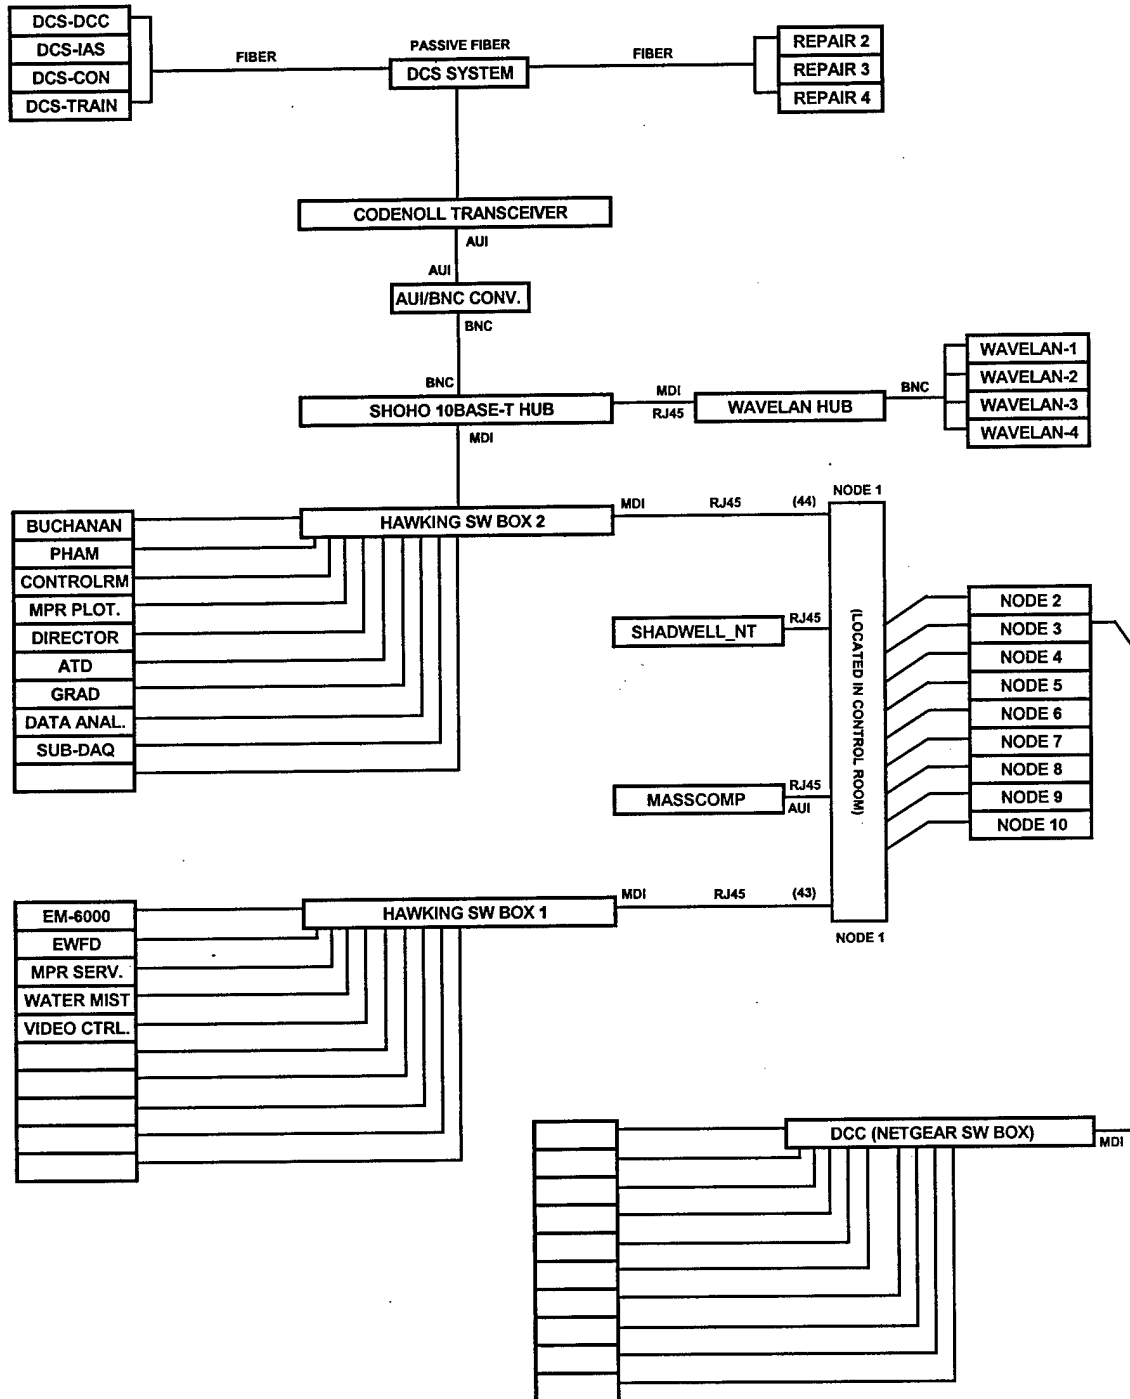 DCS-DCC
DCS-IAS
DCS-CON
DCS-TRAIN
FIBER
PASSIVE FIBER
DCS SYSTEM
FIBER
REPAIR 2
REPAIR 3
REPAIR 4
CODENOLL TRANSCEIVER
AUI
AUI
AUI/BNC CONV.
BNC
BNC
SHOHO 10BASE-T HUB
MDI
MDI
RJ45
WAVELAN HUB
BNC
WAVELAN-1
WAVELAN-2
WAVELAN-3
WAVELAN-4
BUCHANAN
PHAM
CONTROLRM
MPR PLOT.
DIRECTOR
ATD
GRAD
DATA ANAL.
SUB-DAQ
HAWKING SW BOX 2
MDI
RJ45
(44)
NODE 1
SHADWELL_NT
RJ45
(LOCATED IN CONTROL ROOM)
MASSCOMP
RJ45
AUI
NODE 2
NODE 3
NODE 4
NODE 5
NODE 6
NODE 7
NODE 8
NODE 9
NODE 10
EM-6000
EWFD
MPR SERV.
WATER MIST
VIDEO CTRL.
HAWKING SW BOX 1
MDI
RJ45
(43)
NODE 1
DCC (NETGEAR SW BOX)
MDI